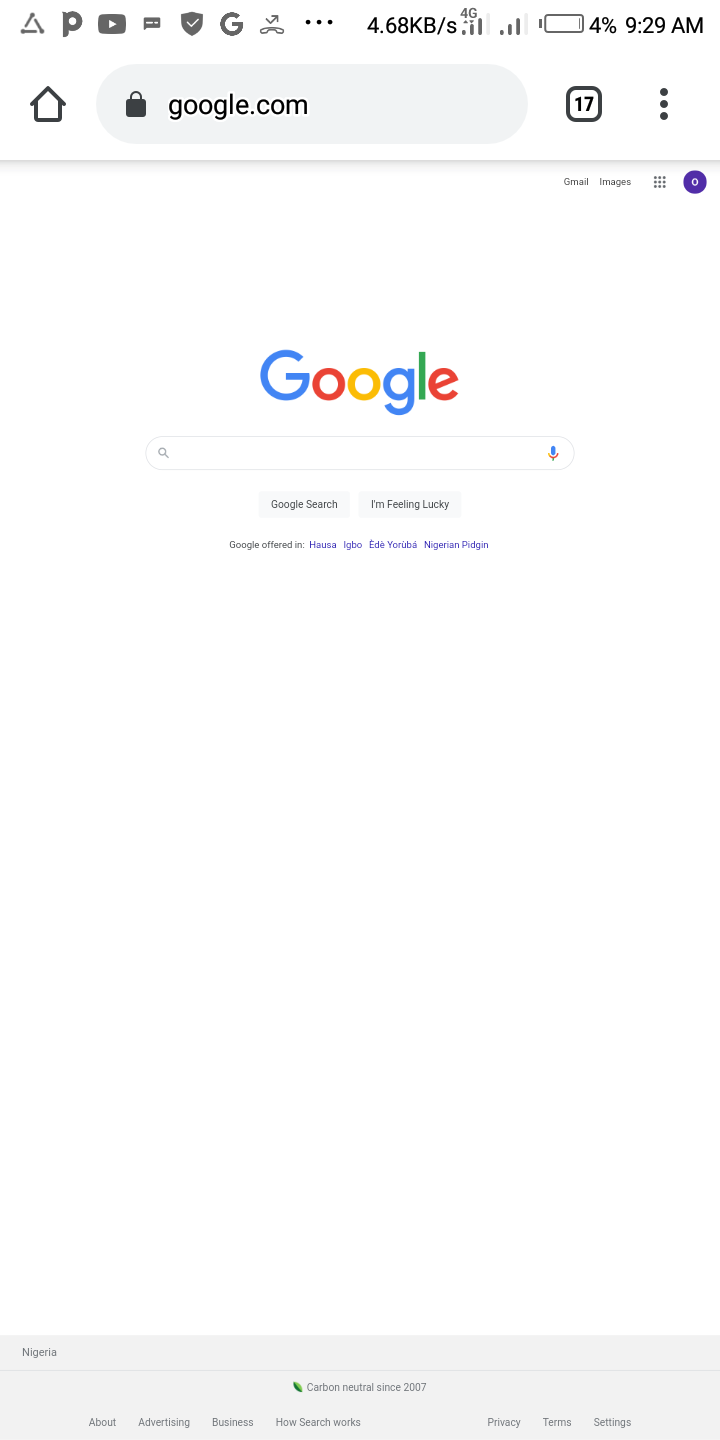 4.68KB/s 4G 4% 9:29 AM
google.com 17
Gmail Images O
Google
Google Search I'm Feeling Lucky
Google offered in: Hausa Igbo Èdè Yorùbá Nigerian Pidgin
Nigeria
Carbon neutral since 2007
About Advertising Business How Search works Privacy Terms Settings